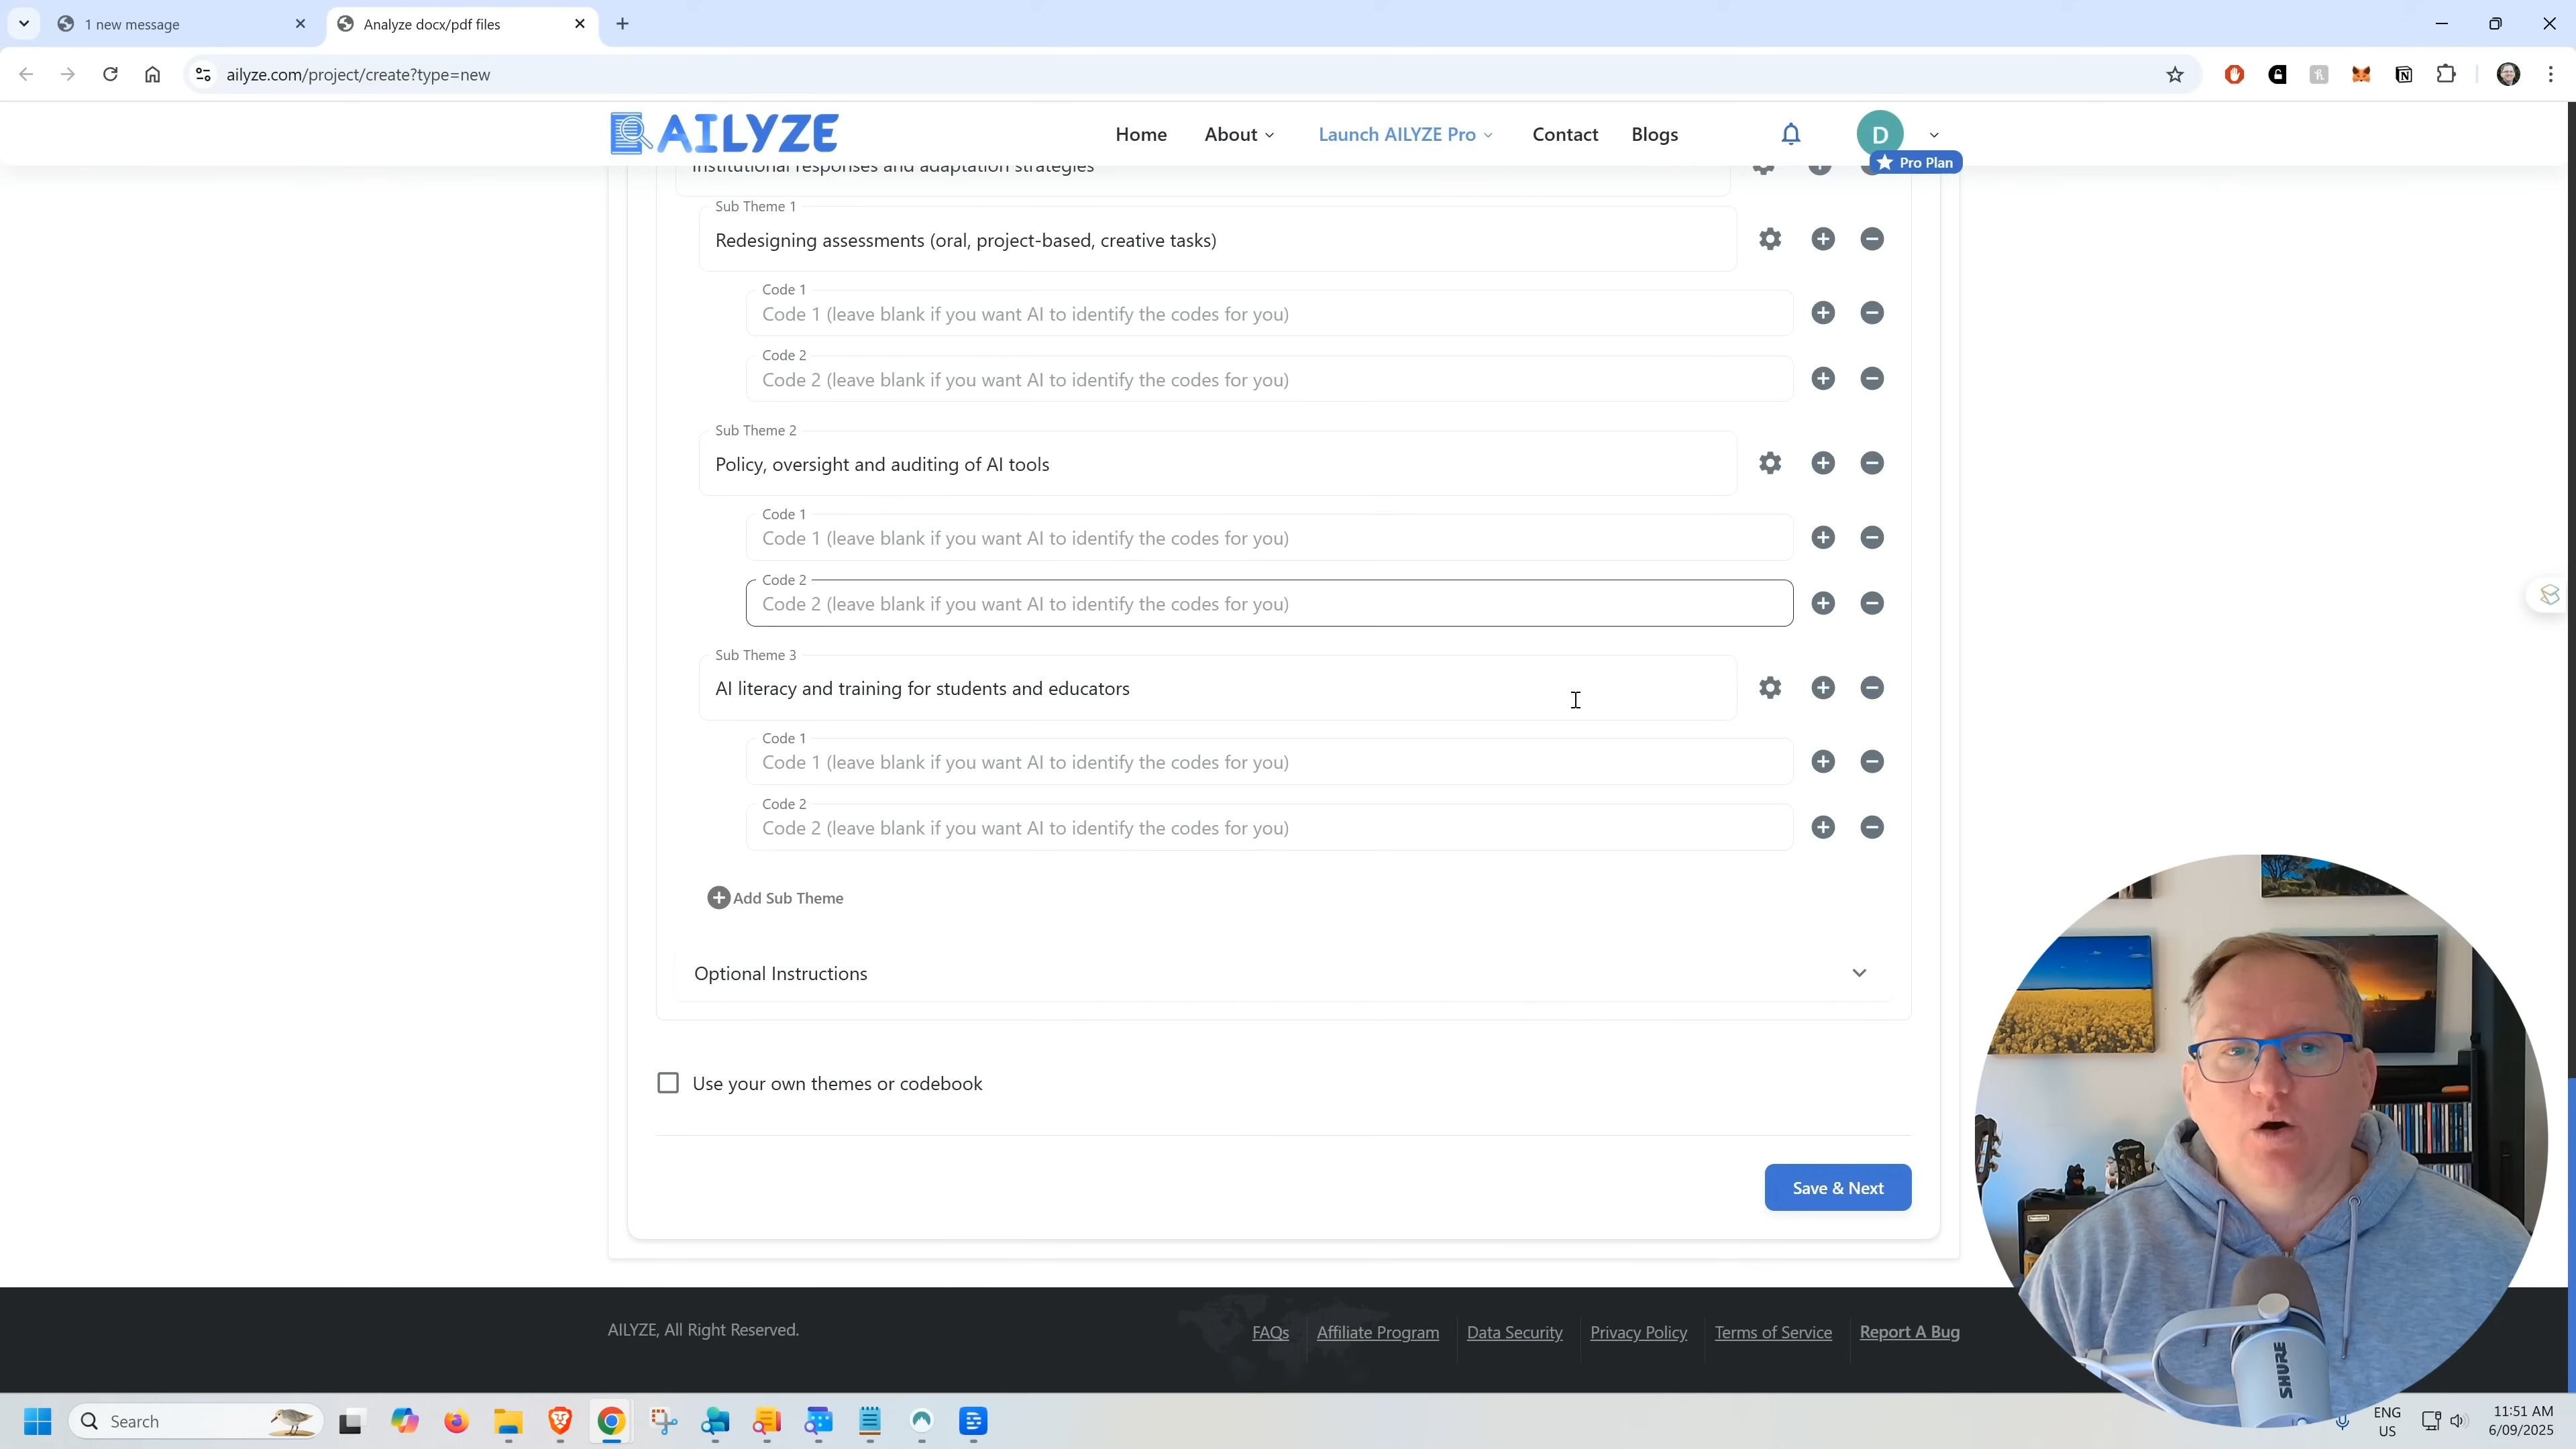 1 new message
Analyze docx/pdf files
ailyze.com/project/create?type=new
AILYZE
Home
About
Launch AILYZE Pro
Contact
Blogs
D
Pro Plan
Institutional responses and adaptation strategies
Sub Theme 1
Redesigning assessments (oral, project-based, creative tasks)
Code 1
Code 1 (leave blank if you want AI to identify the codes for you)
Code 2
Code 2 (leave blank if you want AI to identify the codes for you)
Sub Theme 2
Policy, oversight and auditing of AI tools
Code 1
Code 1 (leave blank if you want AI to identify the codes for you)
Code 2
Code 2 (leave blank if you want AI to identify the codes for you)
Sub Theme 3
AI literacy and training for students and educators
Code 1
Code 1 (leave blank if you want AI to identify the codes for you)
Code 2
Code 2 (leave blank if you want AI to identify the codes for you)
Add Sub Theme
Optional Instructions
Use your own themes or codebook
Save & Next
SHURE
AILYZE, All Right Reserved.
FAQs
Affiliate Program
Data Security
Privacy Policy
Terms of Service
Report A Bug
Search
ENG
US
11:51 AM
6/09/2025